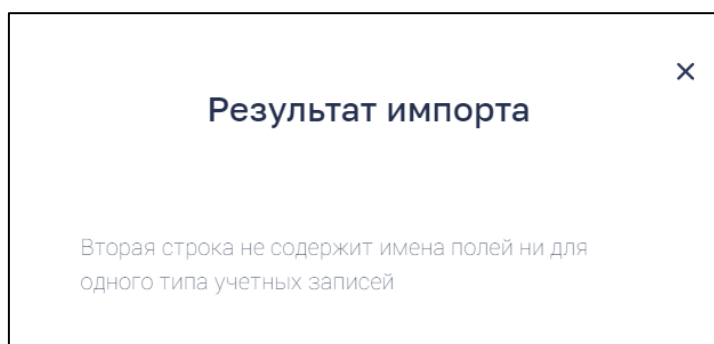 Результат импорта
Вторая строка не содержит имена полей ни для
одного типа учетных записей